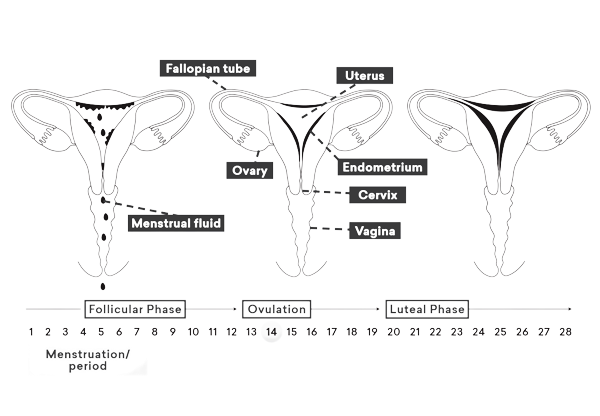 Fallopian tube
Uterus
Ovary
Endometrium
Cervix
Menstrual fluid
Vagina
Follicular Phase
Ovulation
Luteal Phase
1 2 3 4 5 6 7 8 9 10 11 12 13 14 15 16 17 18 19 20 21 22 23 24 25 26 27 28
Menstruation/
period